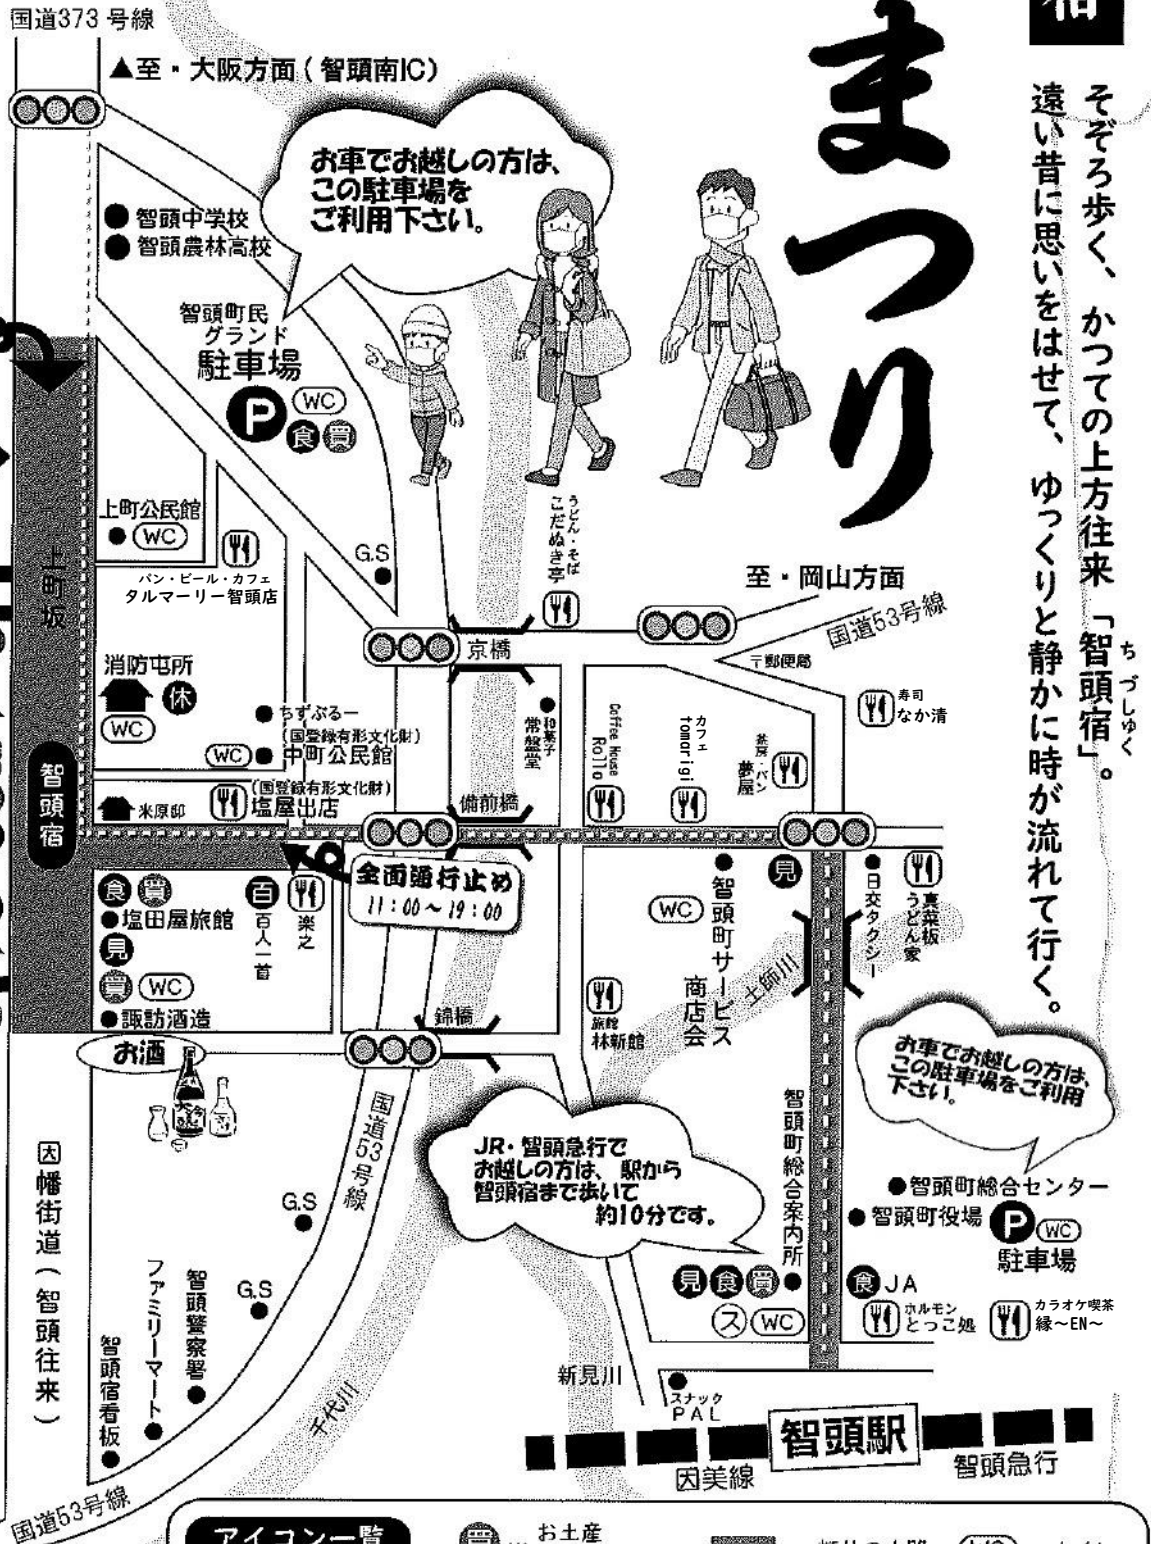 宿
まつり
そぞろ歩く、かつての上方往来「智頭宿」。
ちづしゅく
遠い昔に思いをはせて、ゆっくりと静かに時が流れて行く。
国道373号線
▲至・大阪方面(智頭南IC)
お車でお越しの方は、
この駐車場を
ご利用下さい。
智頭中学校
智頭農林高校
智頭町民
グランド
駐車場
P
WC
食 買
上町公民館
WC
パン・ビール・カフェ
タルマーリー智頭店
G.S
うどん・そば
こだぬき亭
至・岡山方面
国道53号線
上町坂
消防屯所
休
WC
ちずぶるー
(国登録有形文化財)
WC
中町公民館
京橋
〒郵便局
寿司
なか清
和菓子
常盤堂
Coffee House
Rollo
カフェ
tomarigi
茶房・パン
夢屋
智頭宿
米原邸
(国登録有形文化財)
塩屋出店
備前橋
全面通行止め
11:00~19:00
食 買
塩田屋旅館
見
買 WC
諏訪酒造
百
百人一首
楽之
お酒
見
智頭町サービス
商店会
WC
日交タクシー
真菜板
うどん家
土師川
旅館
林新館
錦橋
国道53号線
お車でお越しの方は、
この駐車場をご利用
下さい。
JR・智頭急行で
お越しの方は、駅から
智頭宿まで歩いて
約10分です。
智頭町総合案内所
見 食 買
ス WC
智頭町総合センター
智頭町役場
P
WC
駐車場
食 JA
ホルモン
とっこ処
カラオケ喫茶
縁~EN~
因幡街道(智頭往来)
G.S
G.S
智頭警察署
ファミリーマート
智頭宿看板
千代川
新見川
スナック
PAL
智頭駅
因美線
智頭急行
国道53号線
アイコン一覧
買
お土産